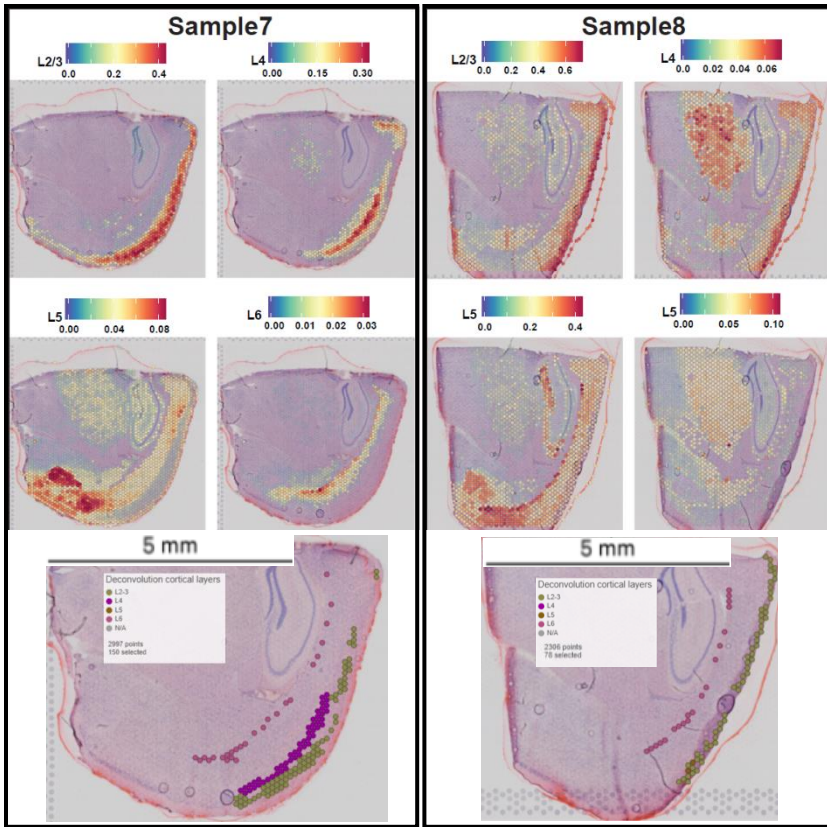 Sample7
L2/3
0.0 0.2 0.4
L4
0.0 0.15 0.30
L5
0.00 0.04 0.08
L6
0.00 0.01 0.02 0.03
5 mm
Deconvolution cortical layers
L2-3
L4
L5
L6
N/A
2997 points
150 selected
Sample8
L2/3
0.0 0.2 0.4 0.6
L4
0.00 0.02 0.04 0.06
L5
0.0 0.2 0.4
L5
0.00 0.05 0.10
5 mm
Deconvolution cortical layers
L2-3
L4
L5
L6
N/A
2306 points
78 selected